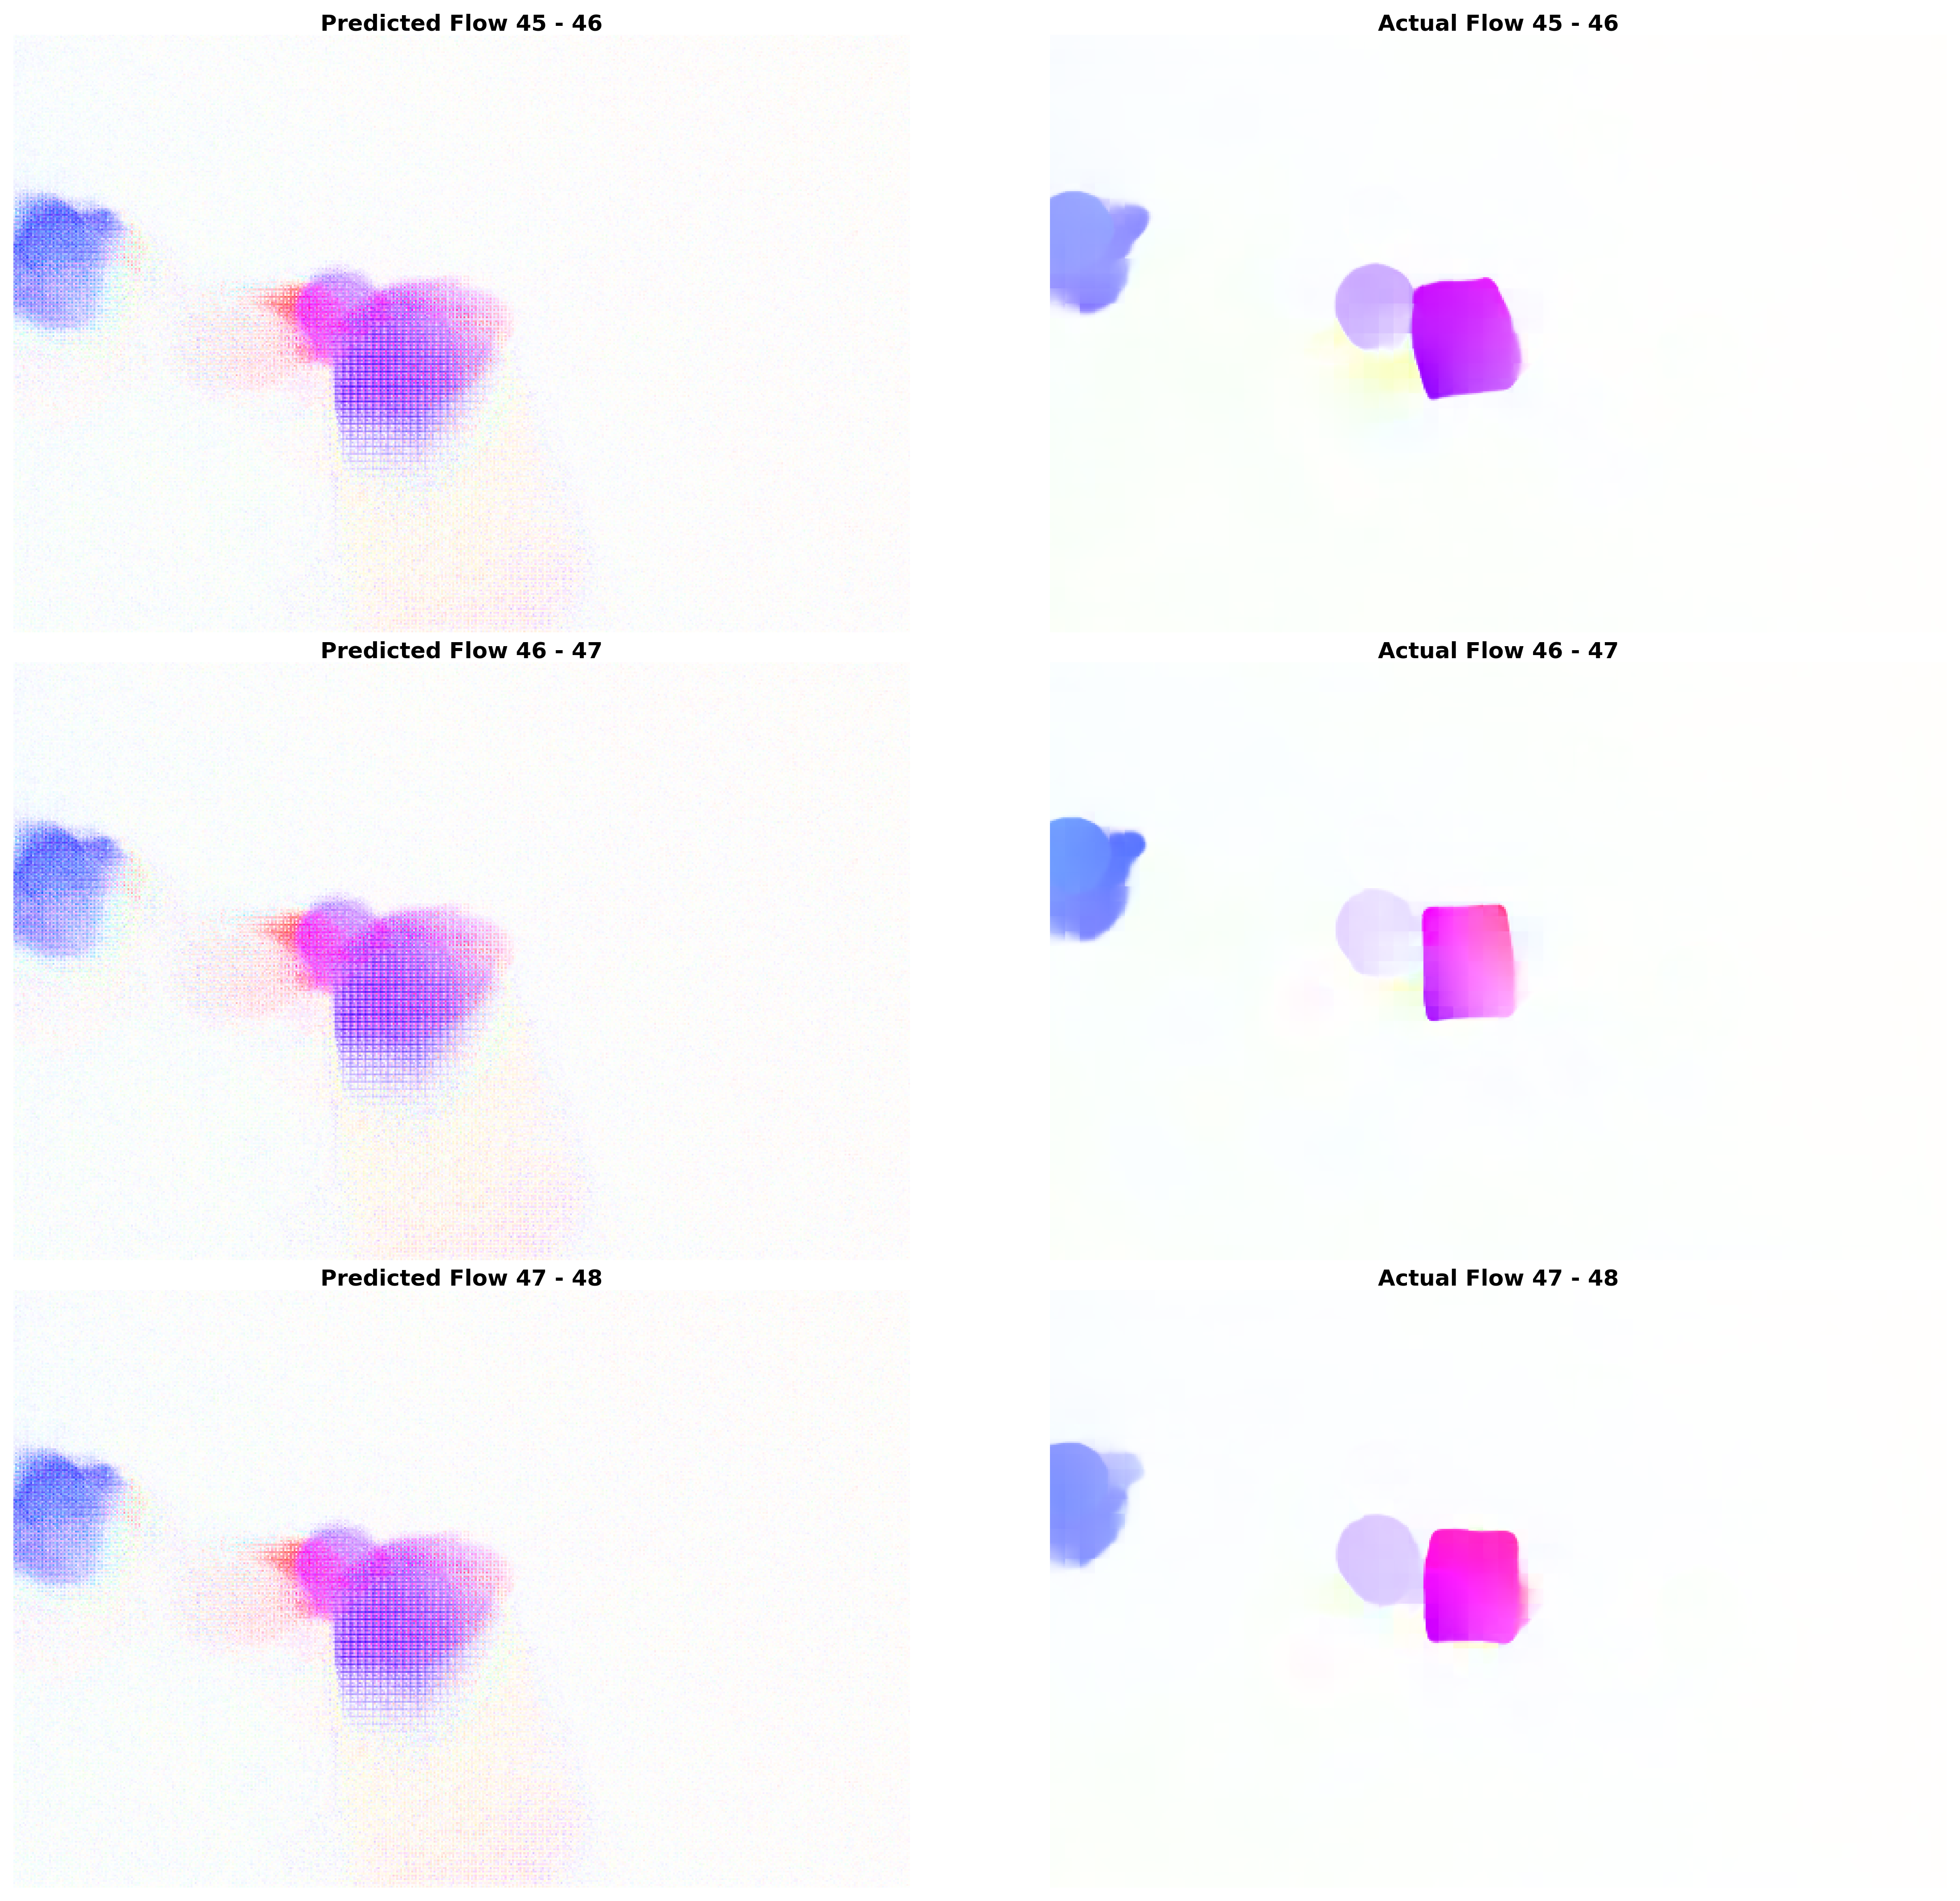 Predicted Flow 45 - 46
Actual Flow 45 - 46
Predicted Flow 46 - 47
Actual Flow 46 - 47
Predicted Flow 47 - 48
Actual Flow 47 - 48